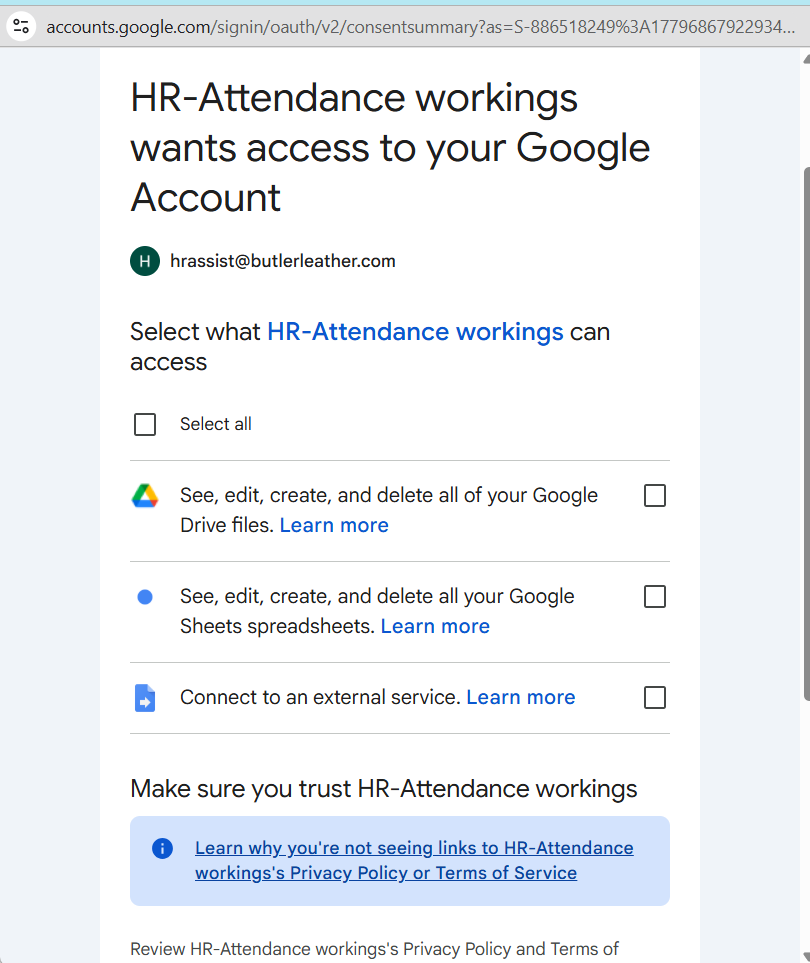 accounts.google.com/signin/oauth/v2/consentsummary?as=S-886518249%3A17796867922934...
HR-Attendance workings
wants access to your Google
Account
H
hrassist@butlerleather.com
Select what HR-Attendance workings can
access
Select all
See, edit, create, and delete all of your Google
Drive files. Learn more
See, edit, create, and delete all your Google
Sheets spreadsheets. Learn more
Connect to an external service. Learn more
Make sure you trust HR-Attendance workings
Learn why you're not seeing links to HR-Attendance
workings's Privacy Policy or Terms of Service
Review HR-Attendance workings's Privacy Policy and Terms of